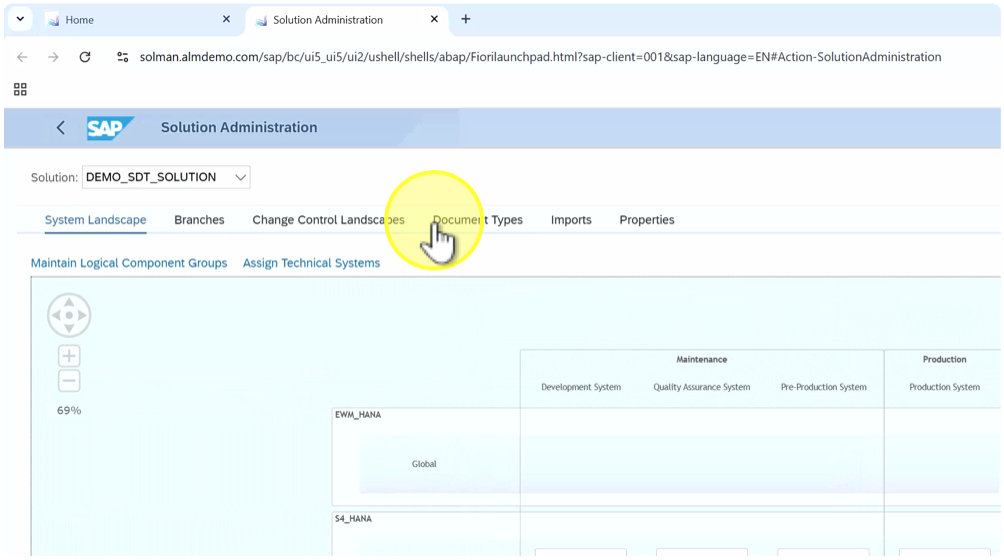 Home
Solution Administration
solman.almdemo.com/sap/bc/ui5_ui5/ui2/ushell/shells/abap/Fiorilaunchpad.html?sap-client=001&sap-language=EN#Action-SolutionAdministration
SAP Solution Administration
Solution: DEMO_SDT_SOLUTION
System Landscape Branches Change Control Landscapes Document Types Imports Properties
Maintain Logical Component Groups Assign Technical Systems
Maintenance Production
Development System Quality Assurance System Pre-Production System Production System
69%
EWM_HANA
Global
S4_HANA